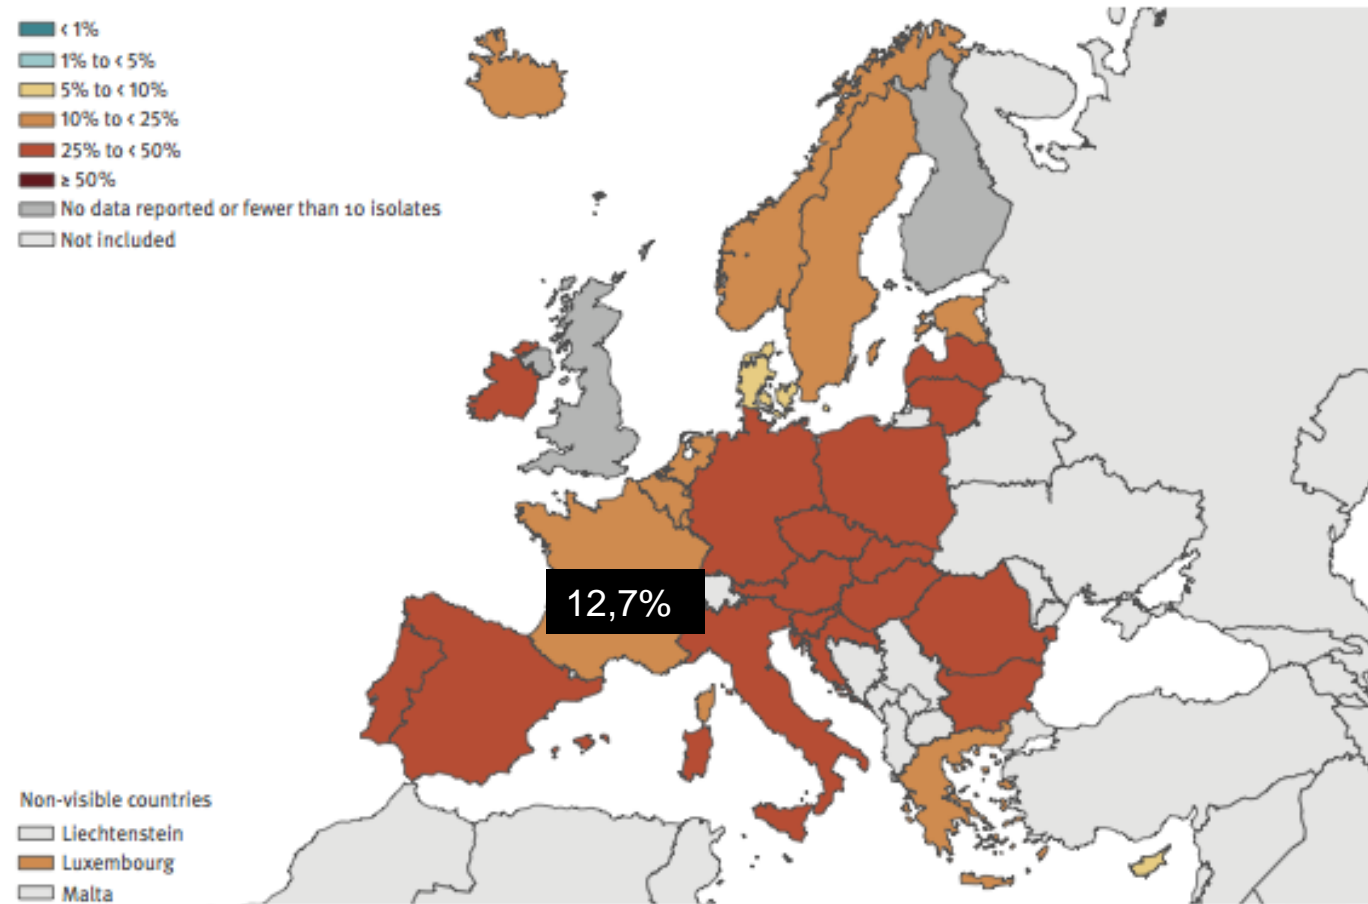 < 1%
1% to < 5%
5% to < 10%
10% to < 25%
25% to < 50%
≥ 50%
No data reported or fewer than 10 isolates
Not included
12,7%
Non-visible countries
Liechtenstein
Luxembourg
Malta